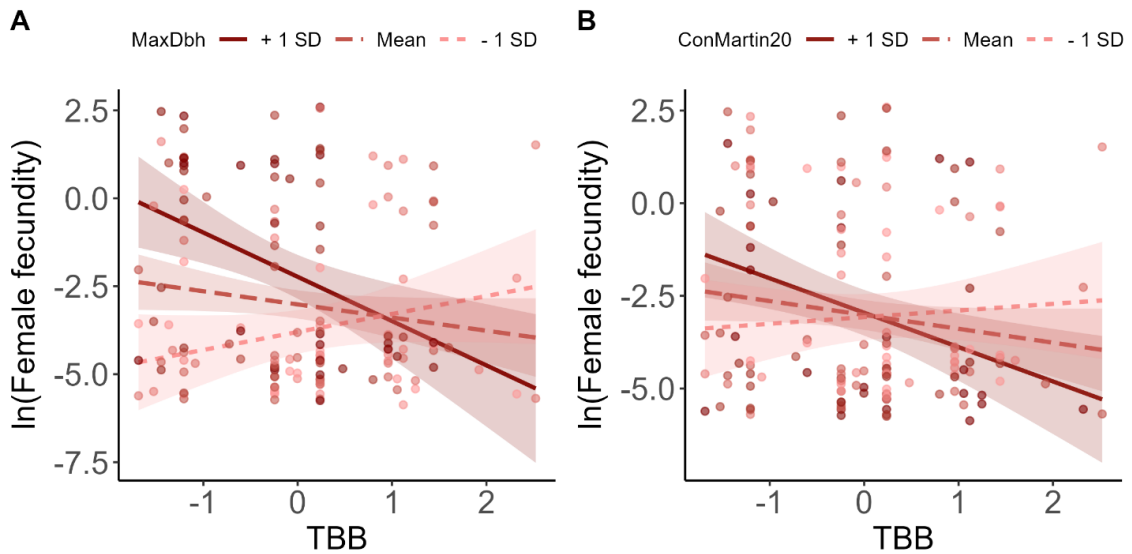 A
MaxDbh + 1 SD Mean - 1 SD
ln(Female fecundity)
2.5
0.0
-2.5
-5.0
-7.5
-1 0 1 2
TBB
B
ConMartin20 + 1 SD Mean - 1 SD
ln(Female fecundity)
2.5
0.0
-2.5
-5.0
-1 0 1 2
TBB